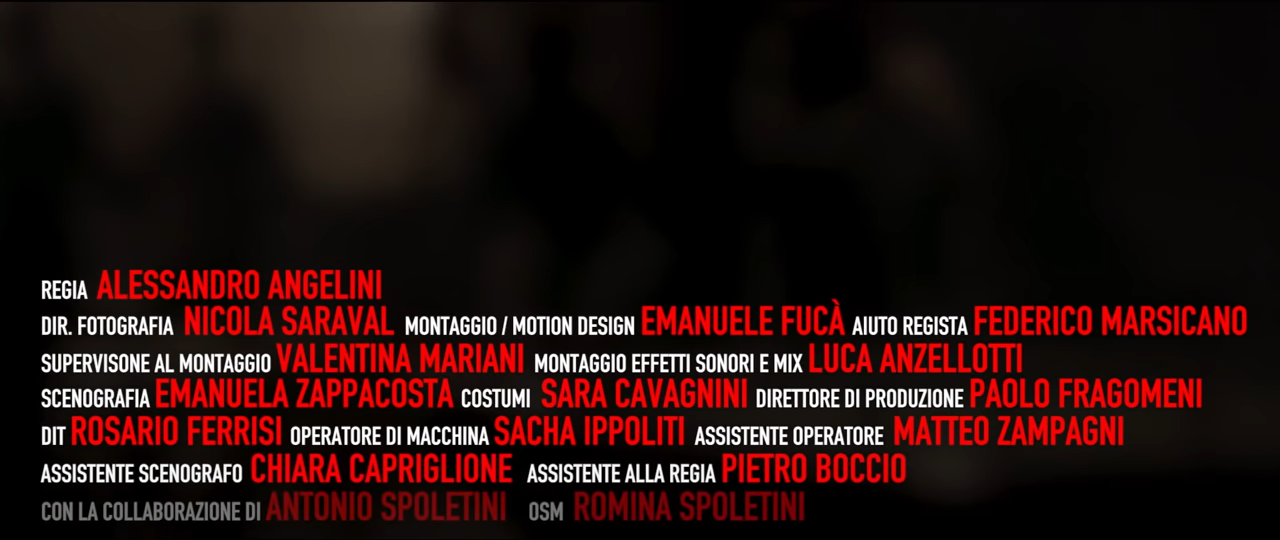 REGIA ALESSANDRO ANGELINI
DIR. FOTOGRAFIA NICOLA SARAVAL MONTAGGIO / MOTION DESIGN EMANUELE FUCÀ AIUTO REGISTA FEDERICO MARSICANO
SUPERVISONE AL MONTAGGIO VALENTINA MARIANI MONTAGGIO EFFETTI SONORI E MIX LUCA ANZELLOTTI
SCENOGRAFIA EMANUELA ZAPPACOSTA COSTUMI SARA CAVAGNINI DIRETTORE DI PRODUZIONE PAOLO FRAGOMENI
DIT ROSARIO FERRISI OPERATORE DI MACCHINA SACHA IPPOLITI ASSISTENTE OPERATORE MATTEO ZAMPAGNI
ASSISTENTE SCENOGRAFO CHIARA CAPRIGLIONE ASSISTENTE ALLA REGIA PIETRO BOCCIO
CON LA COLLABORAZIONE DI ANTONIO SPOLETINI OSM ROMINA SPOLETINI